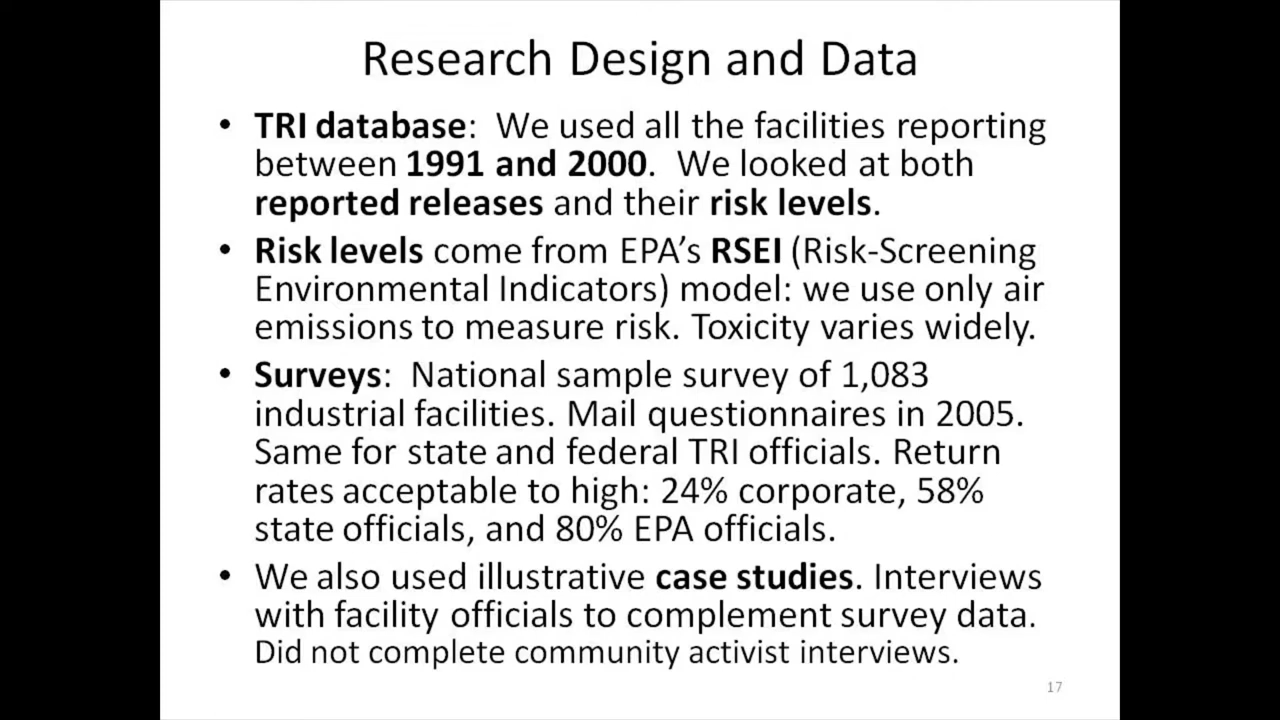 Research Design and Data
• TRI database:  We used all the facilities reporting
between 1991 and 2000.  We looked at both
reported releases and their risk levels.
• Risk levels come from EPA’s RSEI (Risk-Screening
Environmental Indicators) model: we use only air
emissions to measure risk. Toxicity varies widely.
• Surveys:  National sample survey of 1,083
industrial facilities. Mail questionnaires in 2005.
Same for state and federal TRI officials. Return
rates acceptable to high: 24% corporate, 58%
state officials, and 80% EPA officials.
• We also used illustrative case studies. Interviews
with facility officials to complement survey data.
Did not complete community activist interviews.
17